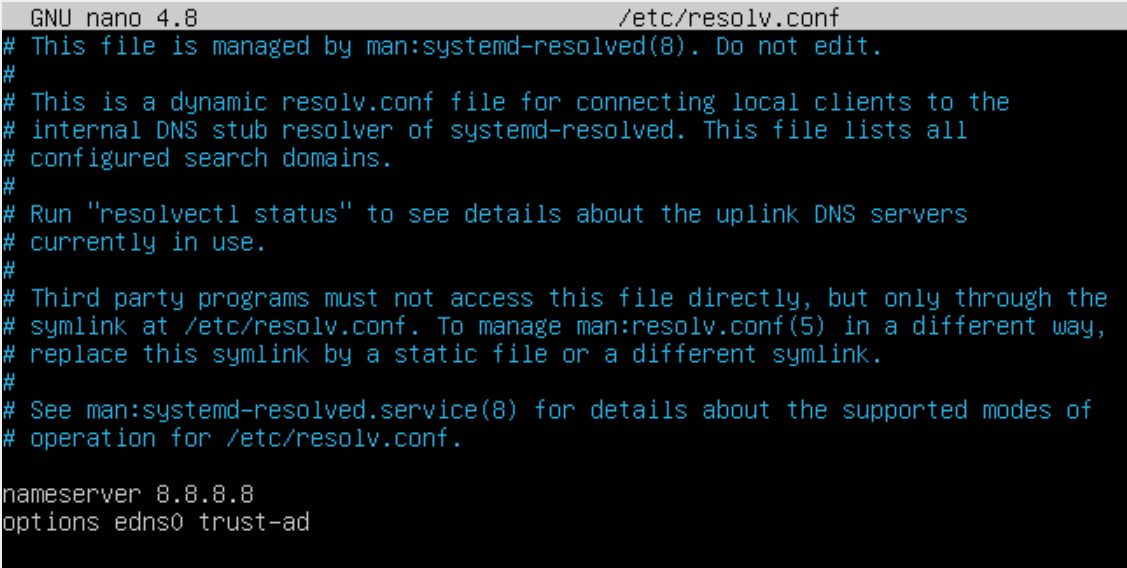 GNU nano 4.8 /etc/resolv.conf
# This file is managed by man:systemd-resolved(8). Do not edit.
#
# This is a dynamic resolv.conf file for connecting local clients to the
# internal DNS stub resolver of systemd-resolved. This file lists all
# configured search domains.
#
# Run "resolvectl status" to see details about the uplink DNS servers
# currently in use.
#
# Third party programs must not access this file directly, but only through the
# symlink at /etc/resolv.conf. To manage man:resolv.conf(5) in a different way,
# replace this symlink by a static file or a different symlink.
#
# See man:systemd-resolved.service(8) for details about the supported modes of
# operation for /etc/resolv.conf.
nameserver 8.8.8.8
options edns0 trust-ad